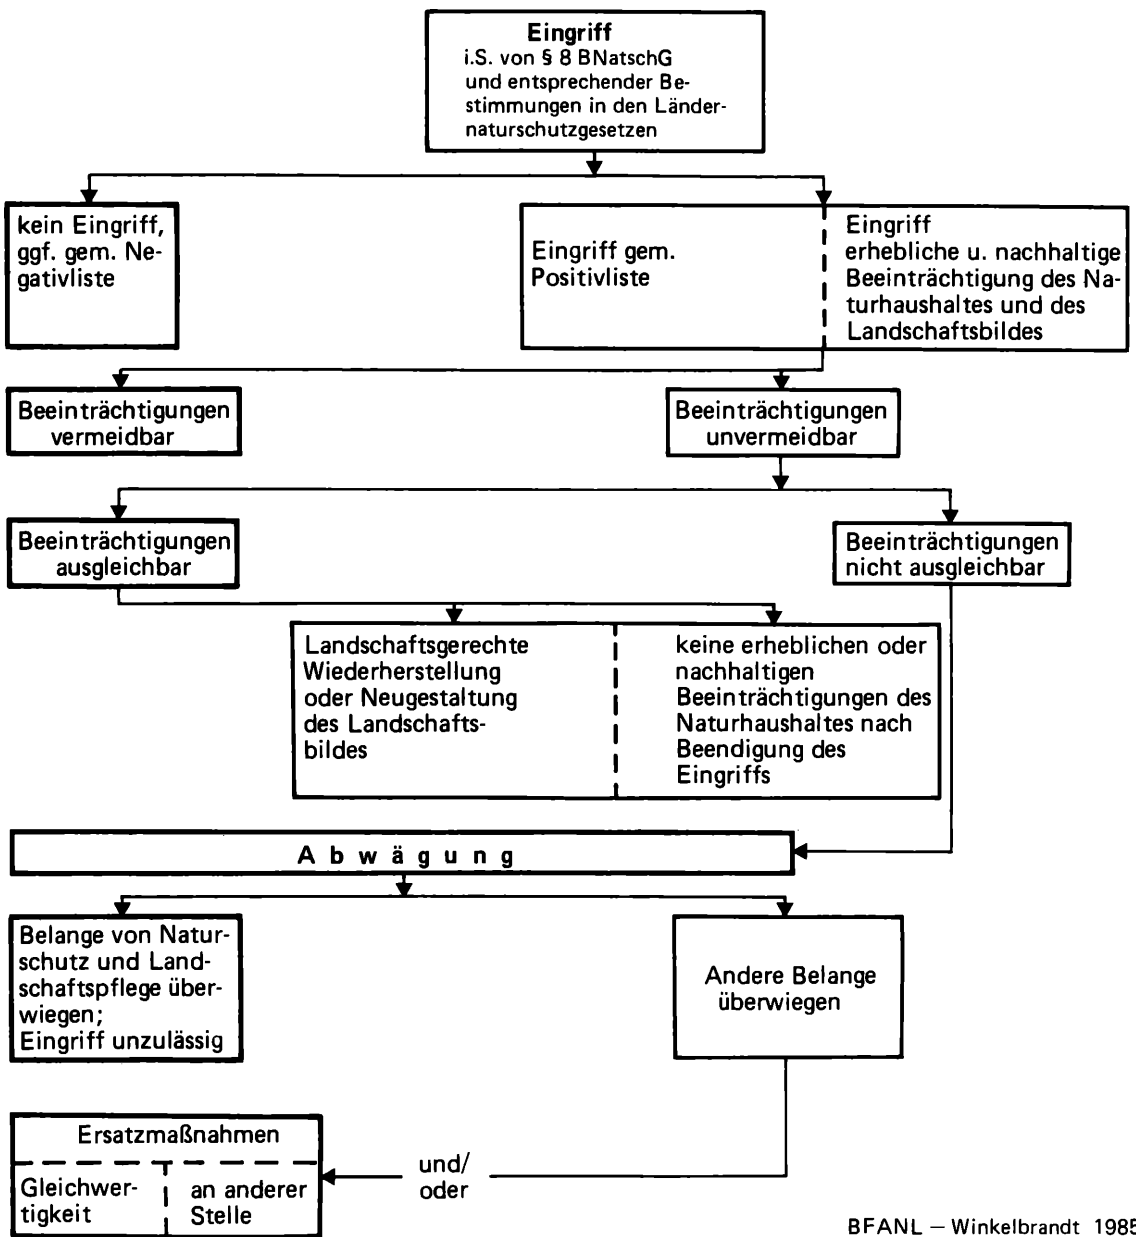 Eingriff
i.S. von § 8 BNatschG
und entsprechender Be-
stimmungen in den Länder-
naturschutzgesetzen
kein Eingriff,
ggf. gem. Ne-
gativliste
Eingriff gem.
Positivliste
Eingriff
erhebliche u. nachhaltige
Beeinträchtigung des Na-
turhaushaltes und des
Landschaftsbildes
Beeinträchtigungen
vermeidbar
Beeinträchtigungen
unvermeidbar
Beeinträchtigungen
ausgleichbar
Beeinträchtigungen
nicht ausgleichbar
Landschaftsgerechte
Wiederherstellung
oder Neugestaltung
des Landschafts-
bildes
keine erheblichen oder
nachhaltigen
Beeinträchtigungen des
Naturhaushaltes nach
Beendigung des
Eingriffs
Abwägung
Belange von Natur-
schutz und Land-
schaftspflege über-
wiegen;
Eingriff unzulässig
Andere Belange
überwiegen
Ersatzmaßnahmen
Gleichwer-
tigkeit
an anderer
Stelle
und/
oder
BFANL – Winkelbrandt 1985